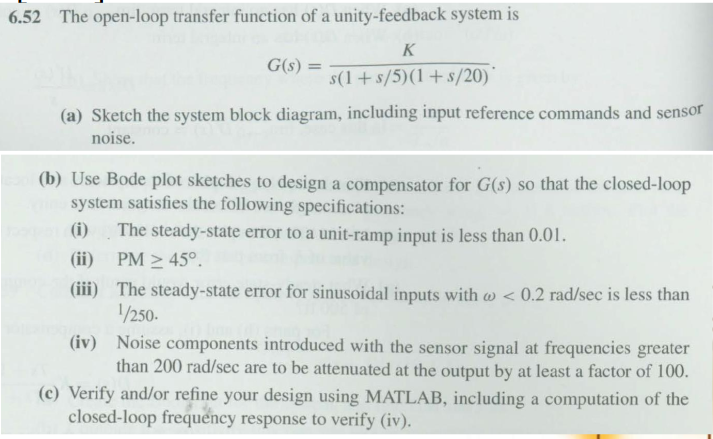 6.52 The open-loop transfer function of a unity-feedback system is
G(s) = K / s(1 + s/5)(1 + s/20).
(a) Sketch the system block diagram, including input reference commands and sensor
noise.
(b) Use Bode plot sketches to design a compensator for G(s) so that the closed-loop
system satisfies the following specifications:
(i) The steady-state error to a unit-ramp input is less than 0.01.
(ii) PM ≥ 45°.
(iii) The steady-state error for sinusoidal inputs with ω < 0.2 rad/sec is less than
1/250.
(iv) Noise components introduced with the sensor signal at frequencies greater
than 200 rad/sec are to be attenuated at the output by at least a factor of 100.
(c) Verify and/or refine your design using MATLAB, including a computation of the
closed-loop frequency response to verify (iv).